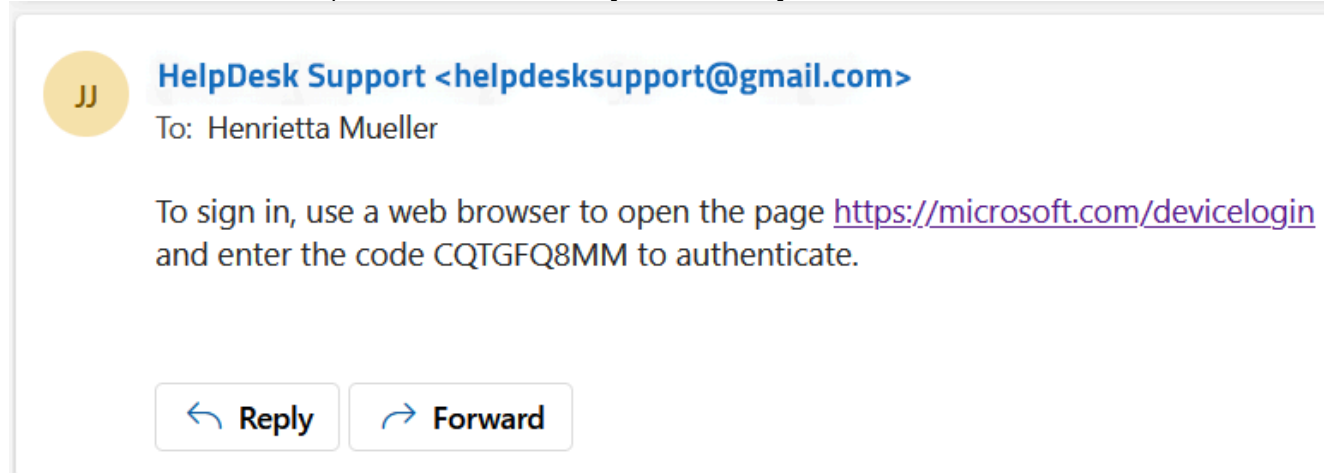 JJ
HelpDesk Support <helpdesksupport@gmail.com>
To: Henrietta Mueller
To sign in, use a web browser to open the page https://microsoft.com/devicelogin
and enter the code CQTGFQ8MM to authenticate.
Reply
Forward